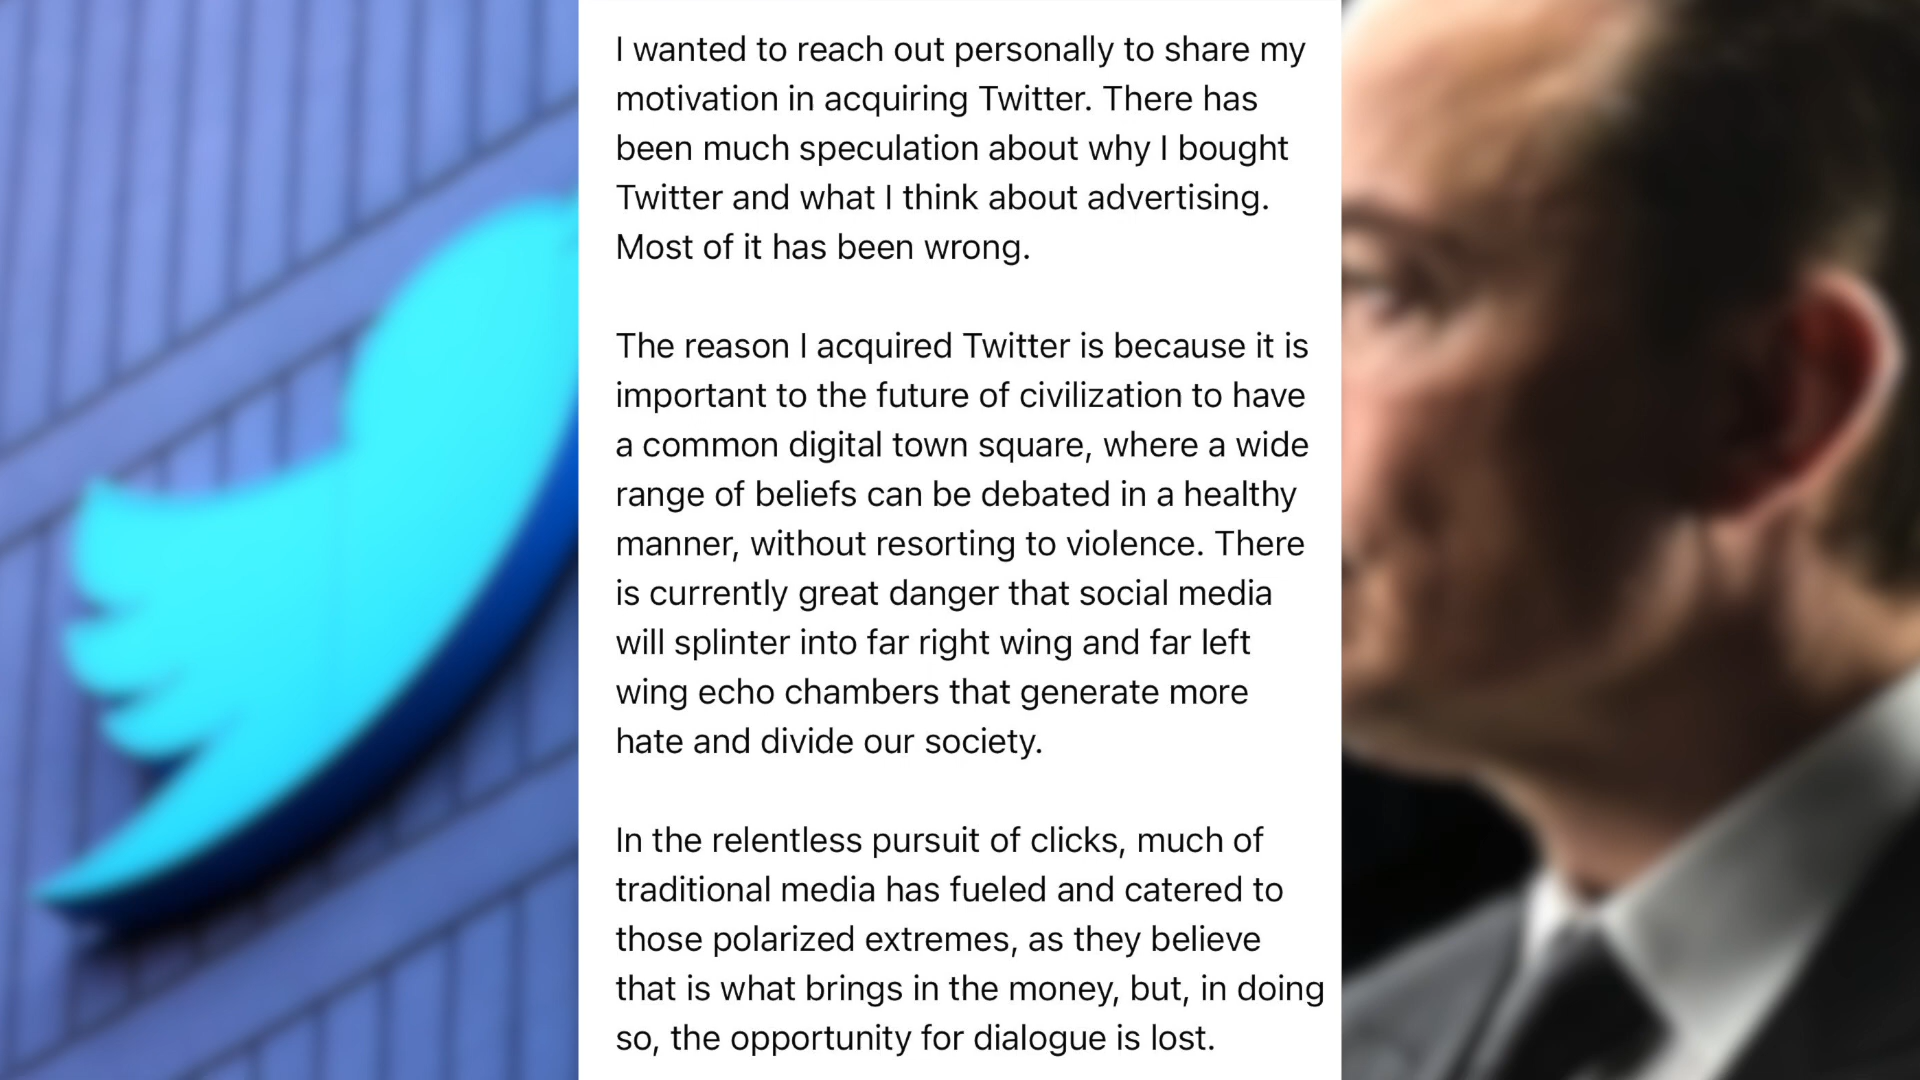 I wanted to reach out personally to share my
motivation in acquiring Twitter. There has
been much speculation about why I bought
Twitter and what I think about advertising.
Most of it has been wrong.
The reason I acquired Twitter is because it is
important to the future of civilization to have
a common digital town square, where a wide
range of beliefs can be debated in a healthy
manner, without resorting to violence. There
is currently great danger that social media
will splinter into far right wing and far left
wing echo chambers that generate more
hate and divide our society.
In the relentless pursuit of clicks, much of
traditional media has fueled and catered to
those polarized extremes, as they believe
that is what brings in the money, but, in doing
so, the opportunity for dialogue is lost.